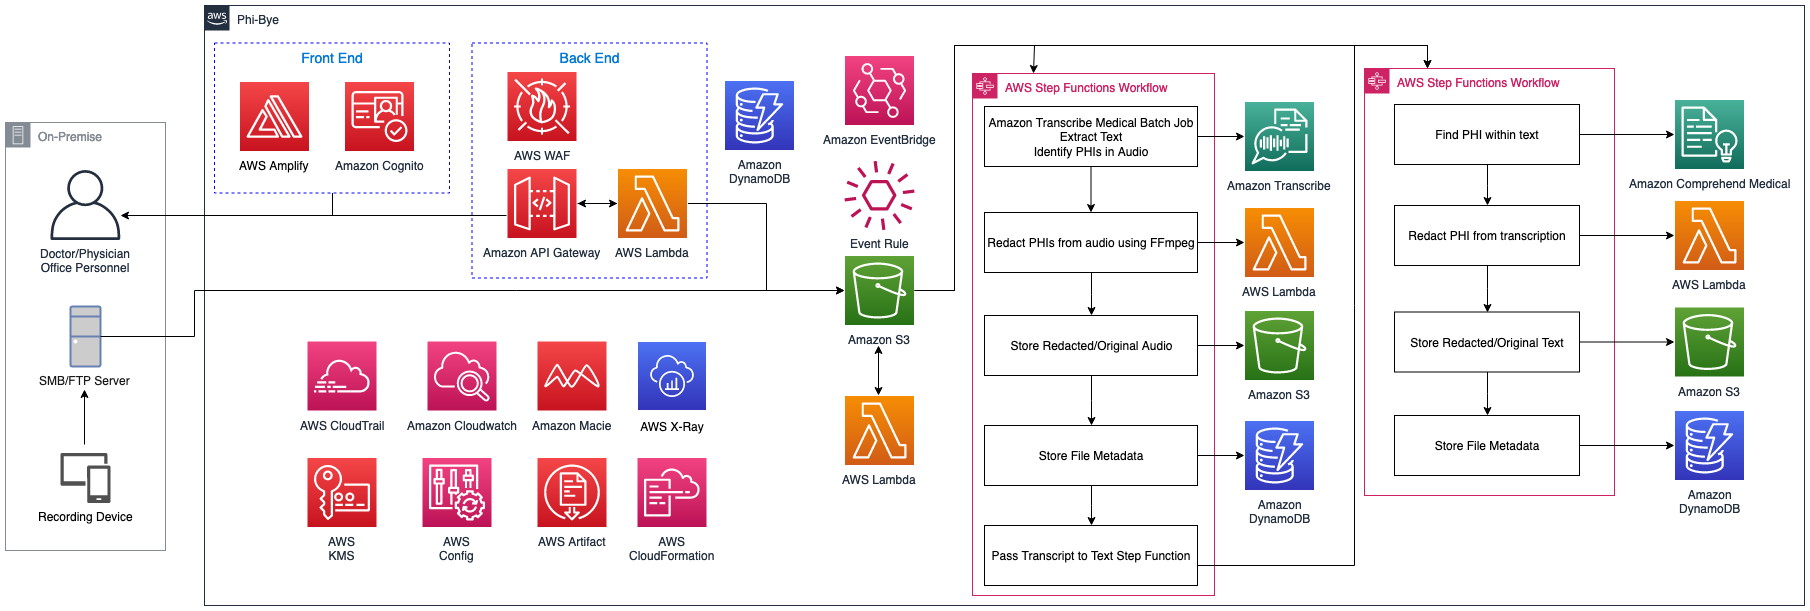 aws
Phi-Bye
On-Premise
Doctor/Physician
Office Personnel
SMB/FTP Server
Recording Device
Front End
AWS Amplify
Amazon Cognito
Back End
AWS WAF
Amazon API Gateway
AWS Lambda
Amazon
DynamoDB
Amazon EventBridge
Event Rule
Amazon S3
AWS Lambda
AWS CloudTrail
Amazon Cloudwatch
Amazon Macie
AWS X-Ray
AWS
KMS
AWS
Config
AWS Artifact
AWS
CloudFormation
AWS Step Functions Workflow
Amazon Transcribe Medical Batch Job
Extract Text
Identify PHIs in Audio
Amazon Transcribe
Redact PHIs from audio using FFmpeg
AWS Lambda
Store Redacted/Original Audio
Amazon S3
Store File Metadata
Amazon
DynamoDB
Pass Transcript to Text Step Function
AWS Step Functions Workflow
Find PHI within text
Amazon Comprehend Medical
Redact PHI from transcription
AWS Lambda
Store Redacted/Original Text
Amazon S3
Store File Metadata
Amazon
DynamoDB